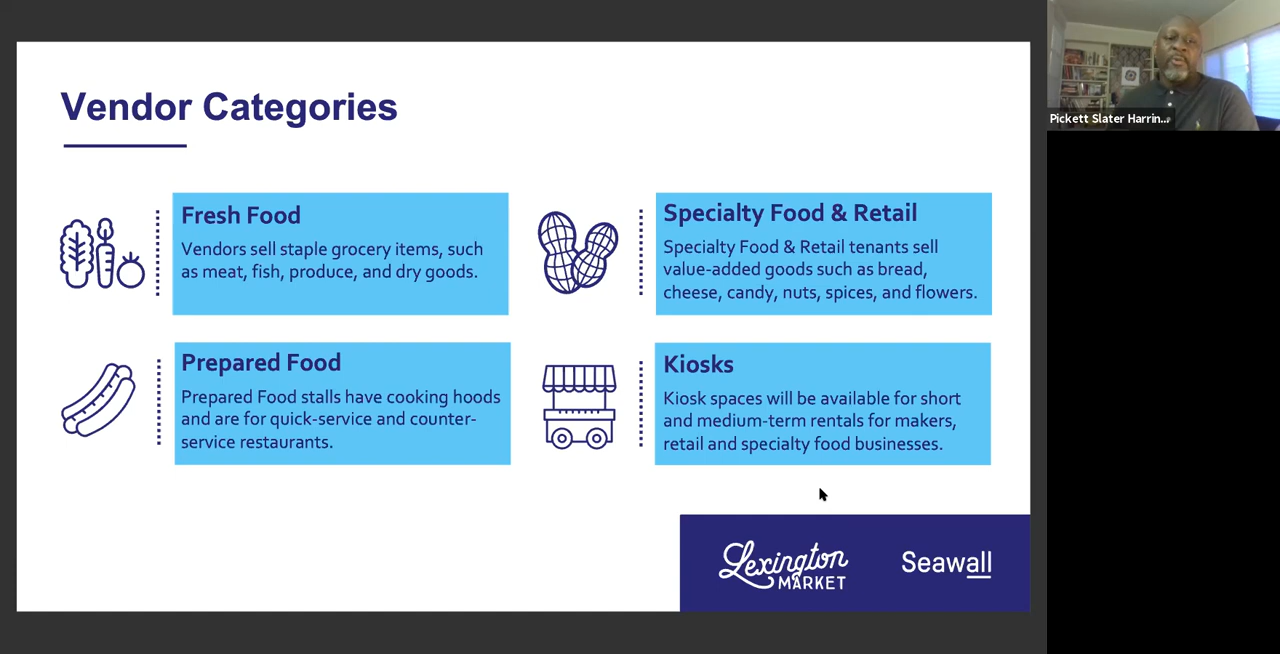 Vendor Categories
Fresh Food
Vendors sell staple grocery items, such
as meat, fish, produce, and dry goods.
Specialty Food & Retail
Specialty Food & Retail tenants sell
value-added goods such as bread,
cheese, candy, nuts, spices, and flowers.
Prepared Food
Prepared Food stalls have cooking hoods
and are for quick-service and counter-
service restaurants.
Kiosks
Kiosk spaces will be available for short
and medium-term rentals for makers,
retail and specialty food businesses.
Lexington
MARKET
Seawall
Pickett Slater Harrin...